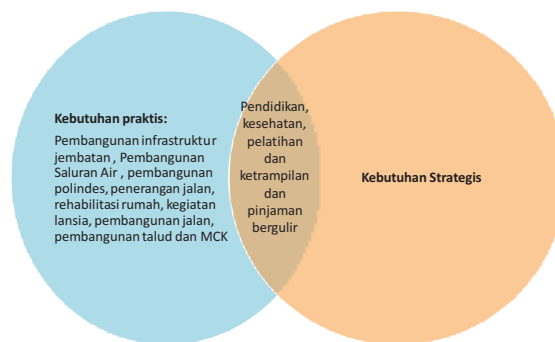 Kebutuhan praktis:
Pembangunan infrastruktur
jembatan , Pembangunan
Saluran Air , pembangunan
polindes, penerangan jalan,
rehabilitasi rumah, kegiatan
lansia, pembangunan jalan,
pembangunan talud dan MCK
Pendidikan,
kesehatan,
pelatihan
dan
ketrampilan
dan
pinjaman
bergulir
Kebutuhan Strategis